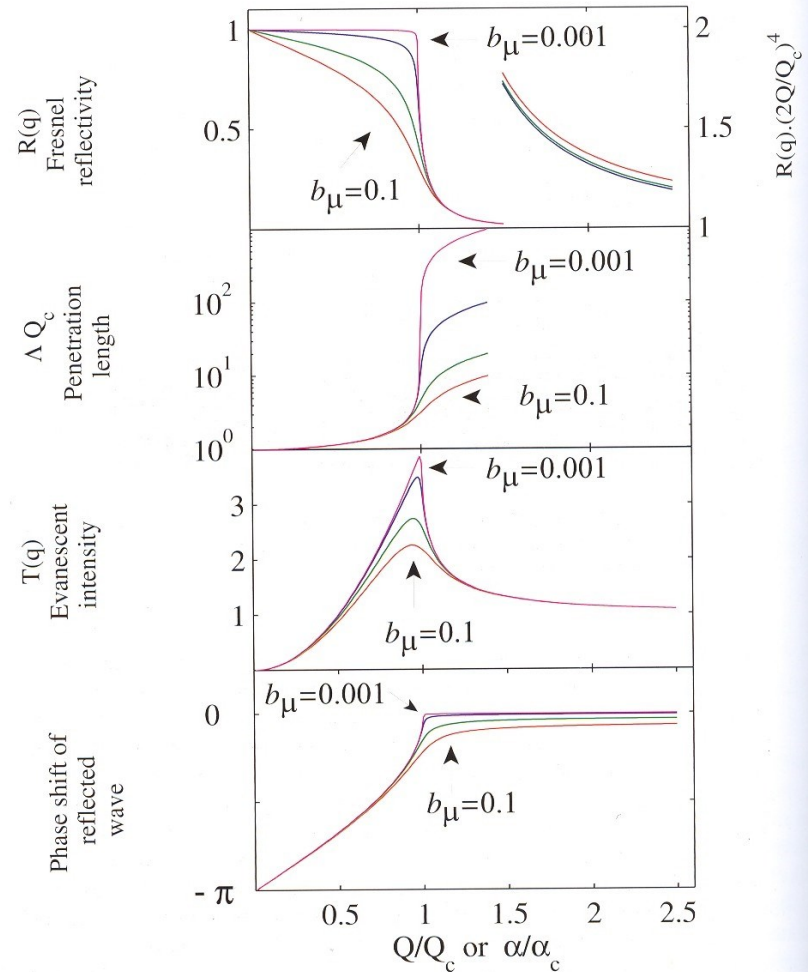 R(q)
Fresnel
reflectivity
1
0.5
b_μ=0.001
b_μ=0.1
2
1.5
1
R(q).(2Q/Q_c)^4
Λ Q_c
Penetration
length
10^2
10^1
10^0
b_μ=0.001
b_μ=0.1
T(q)
Evanescent
intensity
3
2
1
b_μ=0.001
b_μ=0.1
Phase shift of
reflected
wave
0
- π
b_μ=0.001
b_μ=0.1
0.5 1 1.5 2 2.5
Q/Q_c or α/α_c